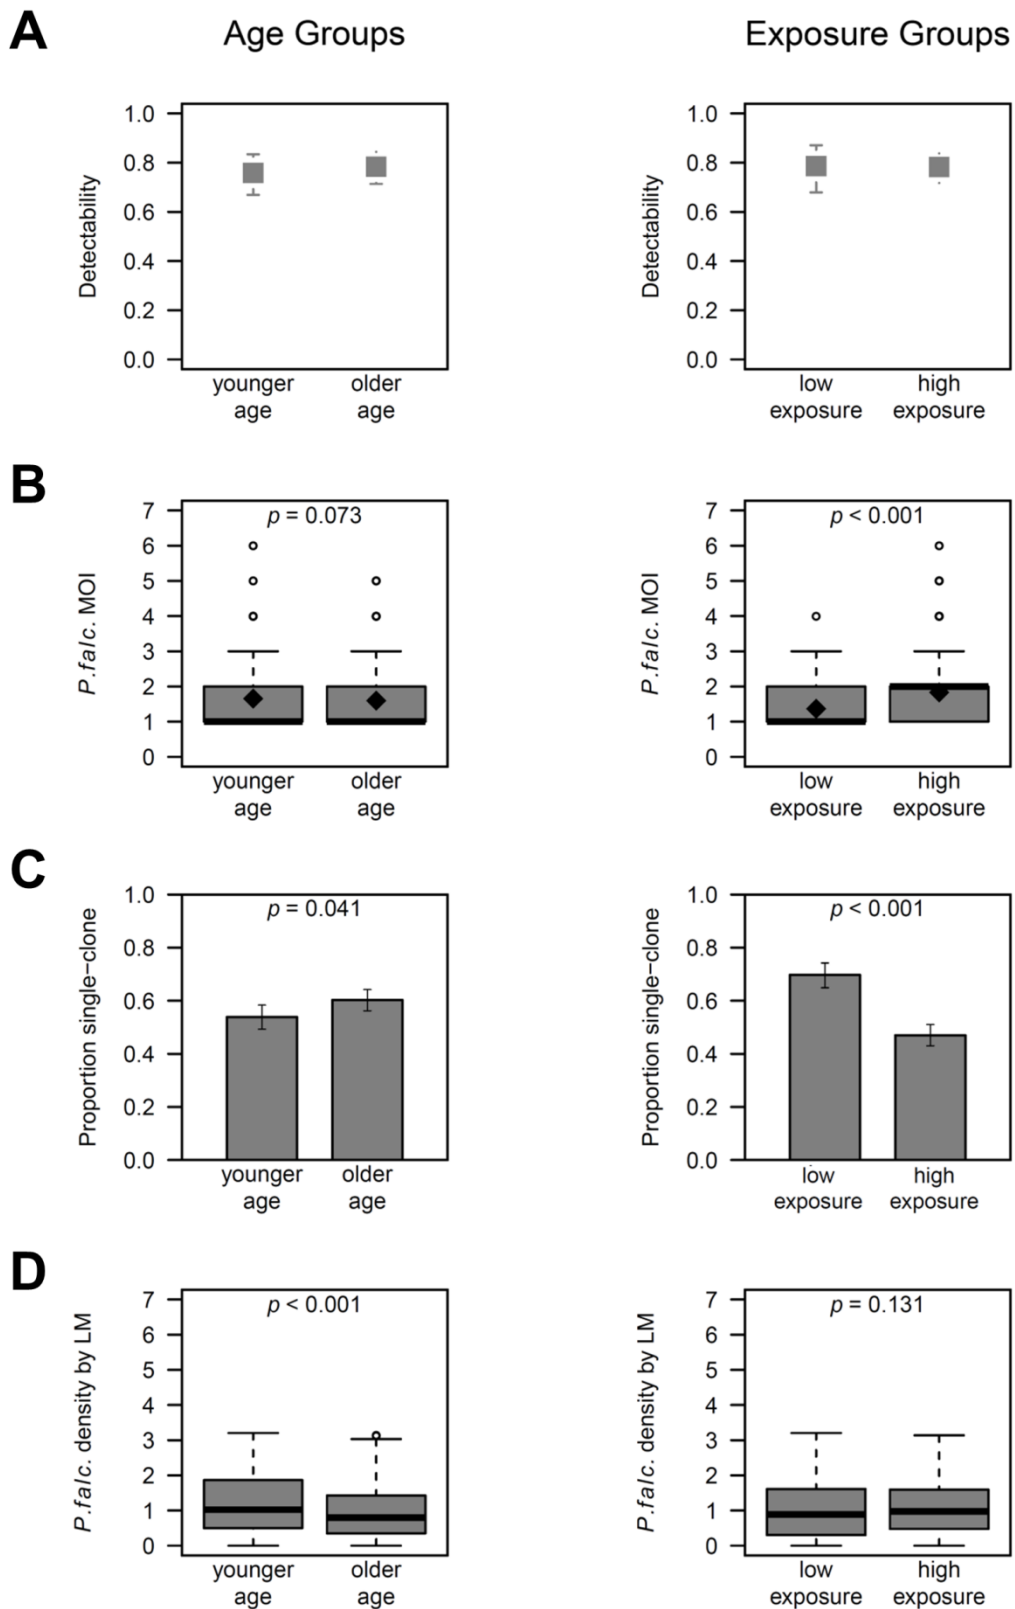 A
Age Groups
Exposure Groups
Detectability
1.0
0.8
0.6
0.4
0.2
0.0
younger
age
older
age
Detectability
1.0
0.8
0.6
0.4
0.2
0.0
low
exposure
high
exposure
B
P.falc. MOI
7
6
5
4
3
2
1
0
p = 0.073
younger
age
older
age
P.falc. MOI
7
6
5
4
3
2
1
0
p < 0.001
low
exposure
high
exposure
C
Proportion single−clone
1.0
0.8
0.6
0.4
0.2
0.0
p = 0.041
younger
age
older
age
Proportion single−clone
1.0
0.8
0.6
0.4
0.2
0.0
p < 0.001
low
exposure
high
exposure
D
P.falc. density by LM
7
6
5
4
3
2
1
0
p < 0.001
younger
age
older
age
P.falc. density by LM
7
6
5
4
3
2
1
0
p = 0.131
low
exposure
high
exposure